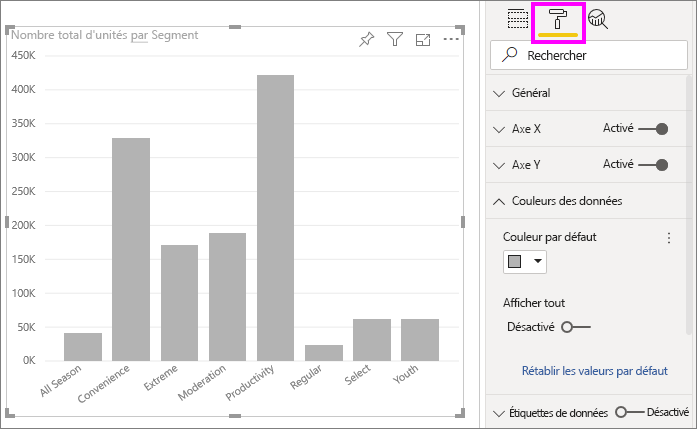 Nombre total d'unités par Segment
450K
400K
350K
300K
250K
200K
150K
100K
50K
0K
All Season
Convenience
Extreme
Moderation
Productivity
Regular
Select
Youth
Rechercher
Général
Axe X Activé
Axe Y Activé
Couleurs des données
Couleur par défaut
Afficher tout
Désactivé
Rétablir les valeurs par défaut
Étiquettes de données Désactivé